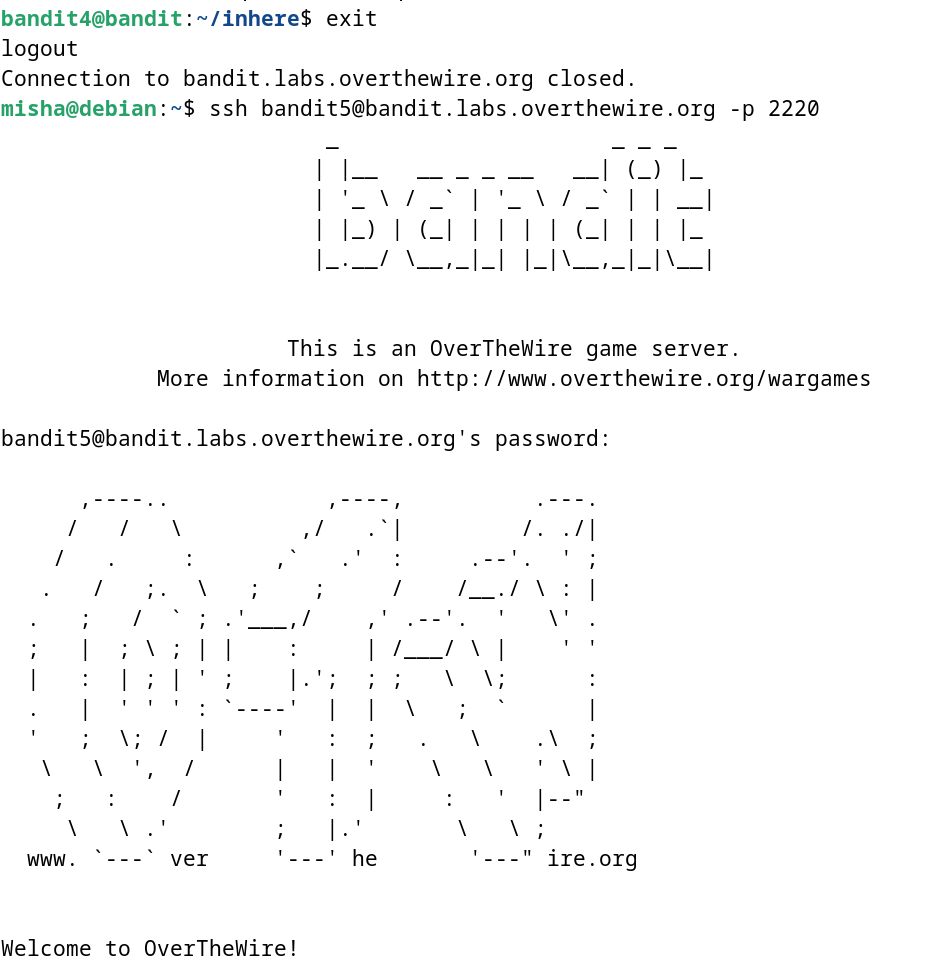 bandit4@bandit:~/inhere$ exit
logout
Connection to bandit.labs.overthewire.org closed.
misha@debian:~$ ssh bandit5@bandit.labs.overthewire.org -p 2220
                         _                     _ _ _
                        | |__   __ _ _ __   __| (_) |_
                        | '_ \ / _` | '_ \ / _` | | __|
                        | |_) | (_| | | | | (_| | | |_
                        |_.__/ \__,_|_| |_|\__,_|_|\__|
                      This is an OverTheWire game server.
            More information on http://www.overthewire.org/wargames
bandit5@bandit.labs.overthewire.org's password:
      ,----..            ,----,          .---.
     /   /   \         ,/   .`|         /. ./|
    /   .     :      ,`   .'  :     .--'.  ' ;
   .   /   ;.  \   ;    ;     /    /__./ \ : |
  .   ;   /  ` ; .'___,/    ,' .--'.  '   \' .
  ;   |  ; \ ; | |    :     | /___/ \ |    ' '
  |   :  | ; | ' ;    |.';  ; ;   \  \;      :
  .   |  ' ' ' : `----'  |  |  \   ;  `      |
  '   ;  \; /  |     '   :  ;   .   \    .\  ;
   \   \  ',  /      |   |  '    \   \   ' \ |
    ;   :    /       '   :  |     :   '  |--"
     \   \ .'        ;   |.'       \   \ ;
  www. `---` ver     '---' he       '---" ire.org
Welcome to OverTheWire!